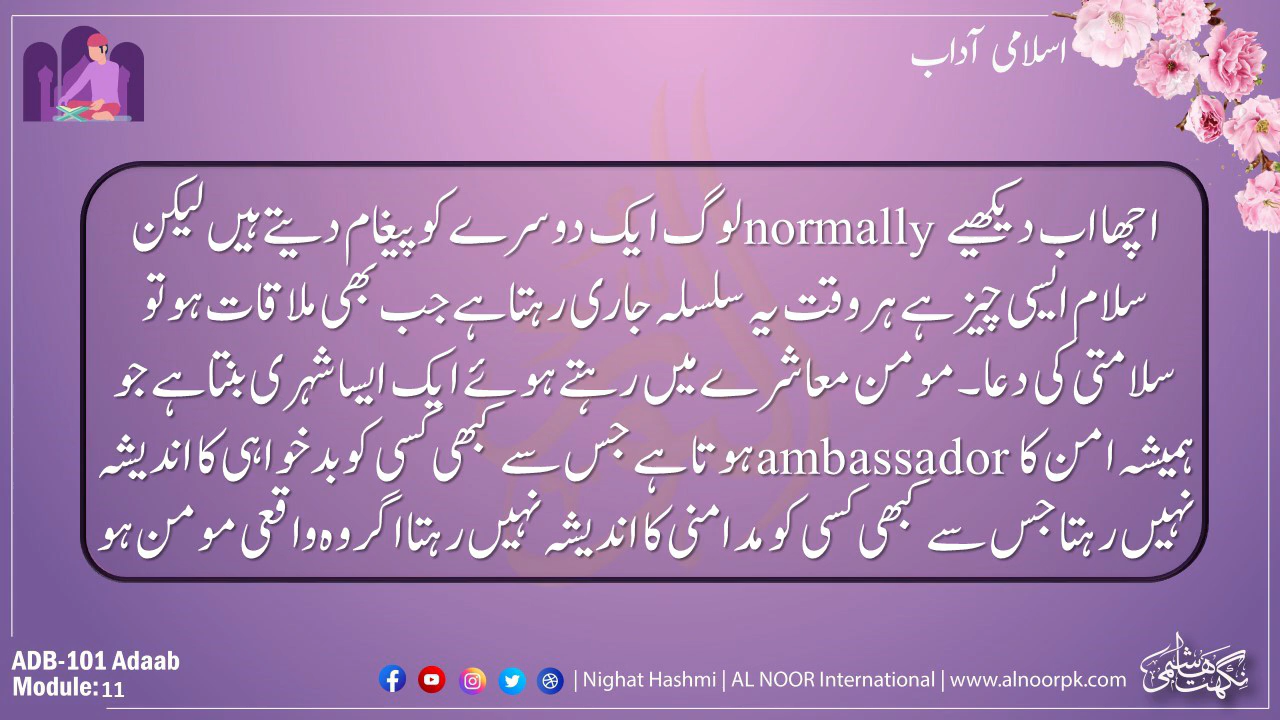 اسلامی آداب
اچھا اب دیکھیے normally لوگ ایک دوسرے کو پیغام دیتے ہیں لیکن
سلام ایسی چیز ہے ہر وقت یہ سلسلہ جاری رہتا ہے جب بھی ملاقات ہو تو
سلامتی کی دعا۔ مومن معاشرے میں رہتے ہوئے ایک ایسا شہری بنتا ہے جو
ہمیشہ امن کا ambassador ہوتا ہے جس سے کبھی کسی کو بدخواہی کا اندیشہ
نہیں رہتا جس سے کبھی کسی کو مدامنی کا اندیشہ نہیں رہتا اگر وہ واقعی مومن ہو
ADB-101 Adaab
Module: 11
| Nighat Hashmi | AL NOOR International | www.alnoorpk.com
نگہت ہاشمی